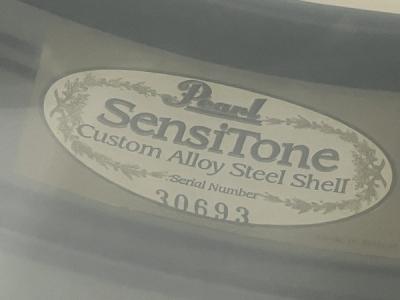 Pearl
SensiTone
Custom Alloy Steel Shell
Serial Number
30693